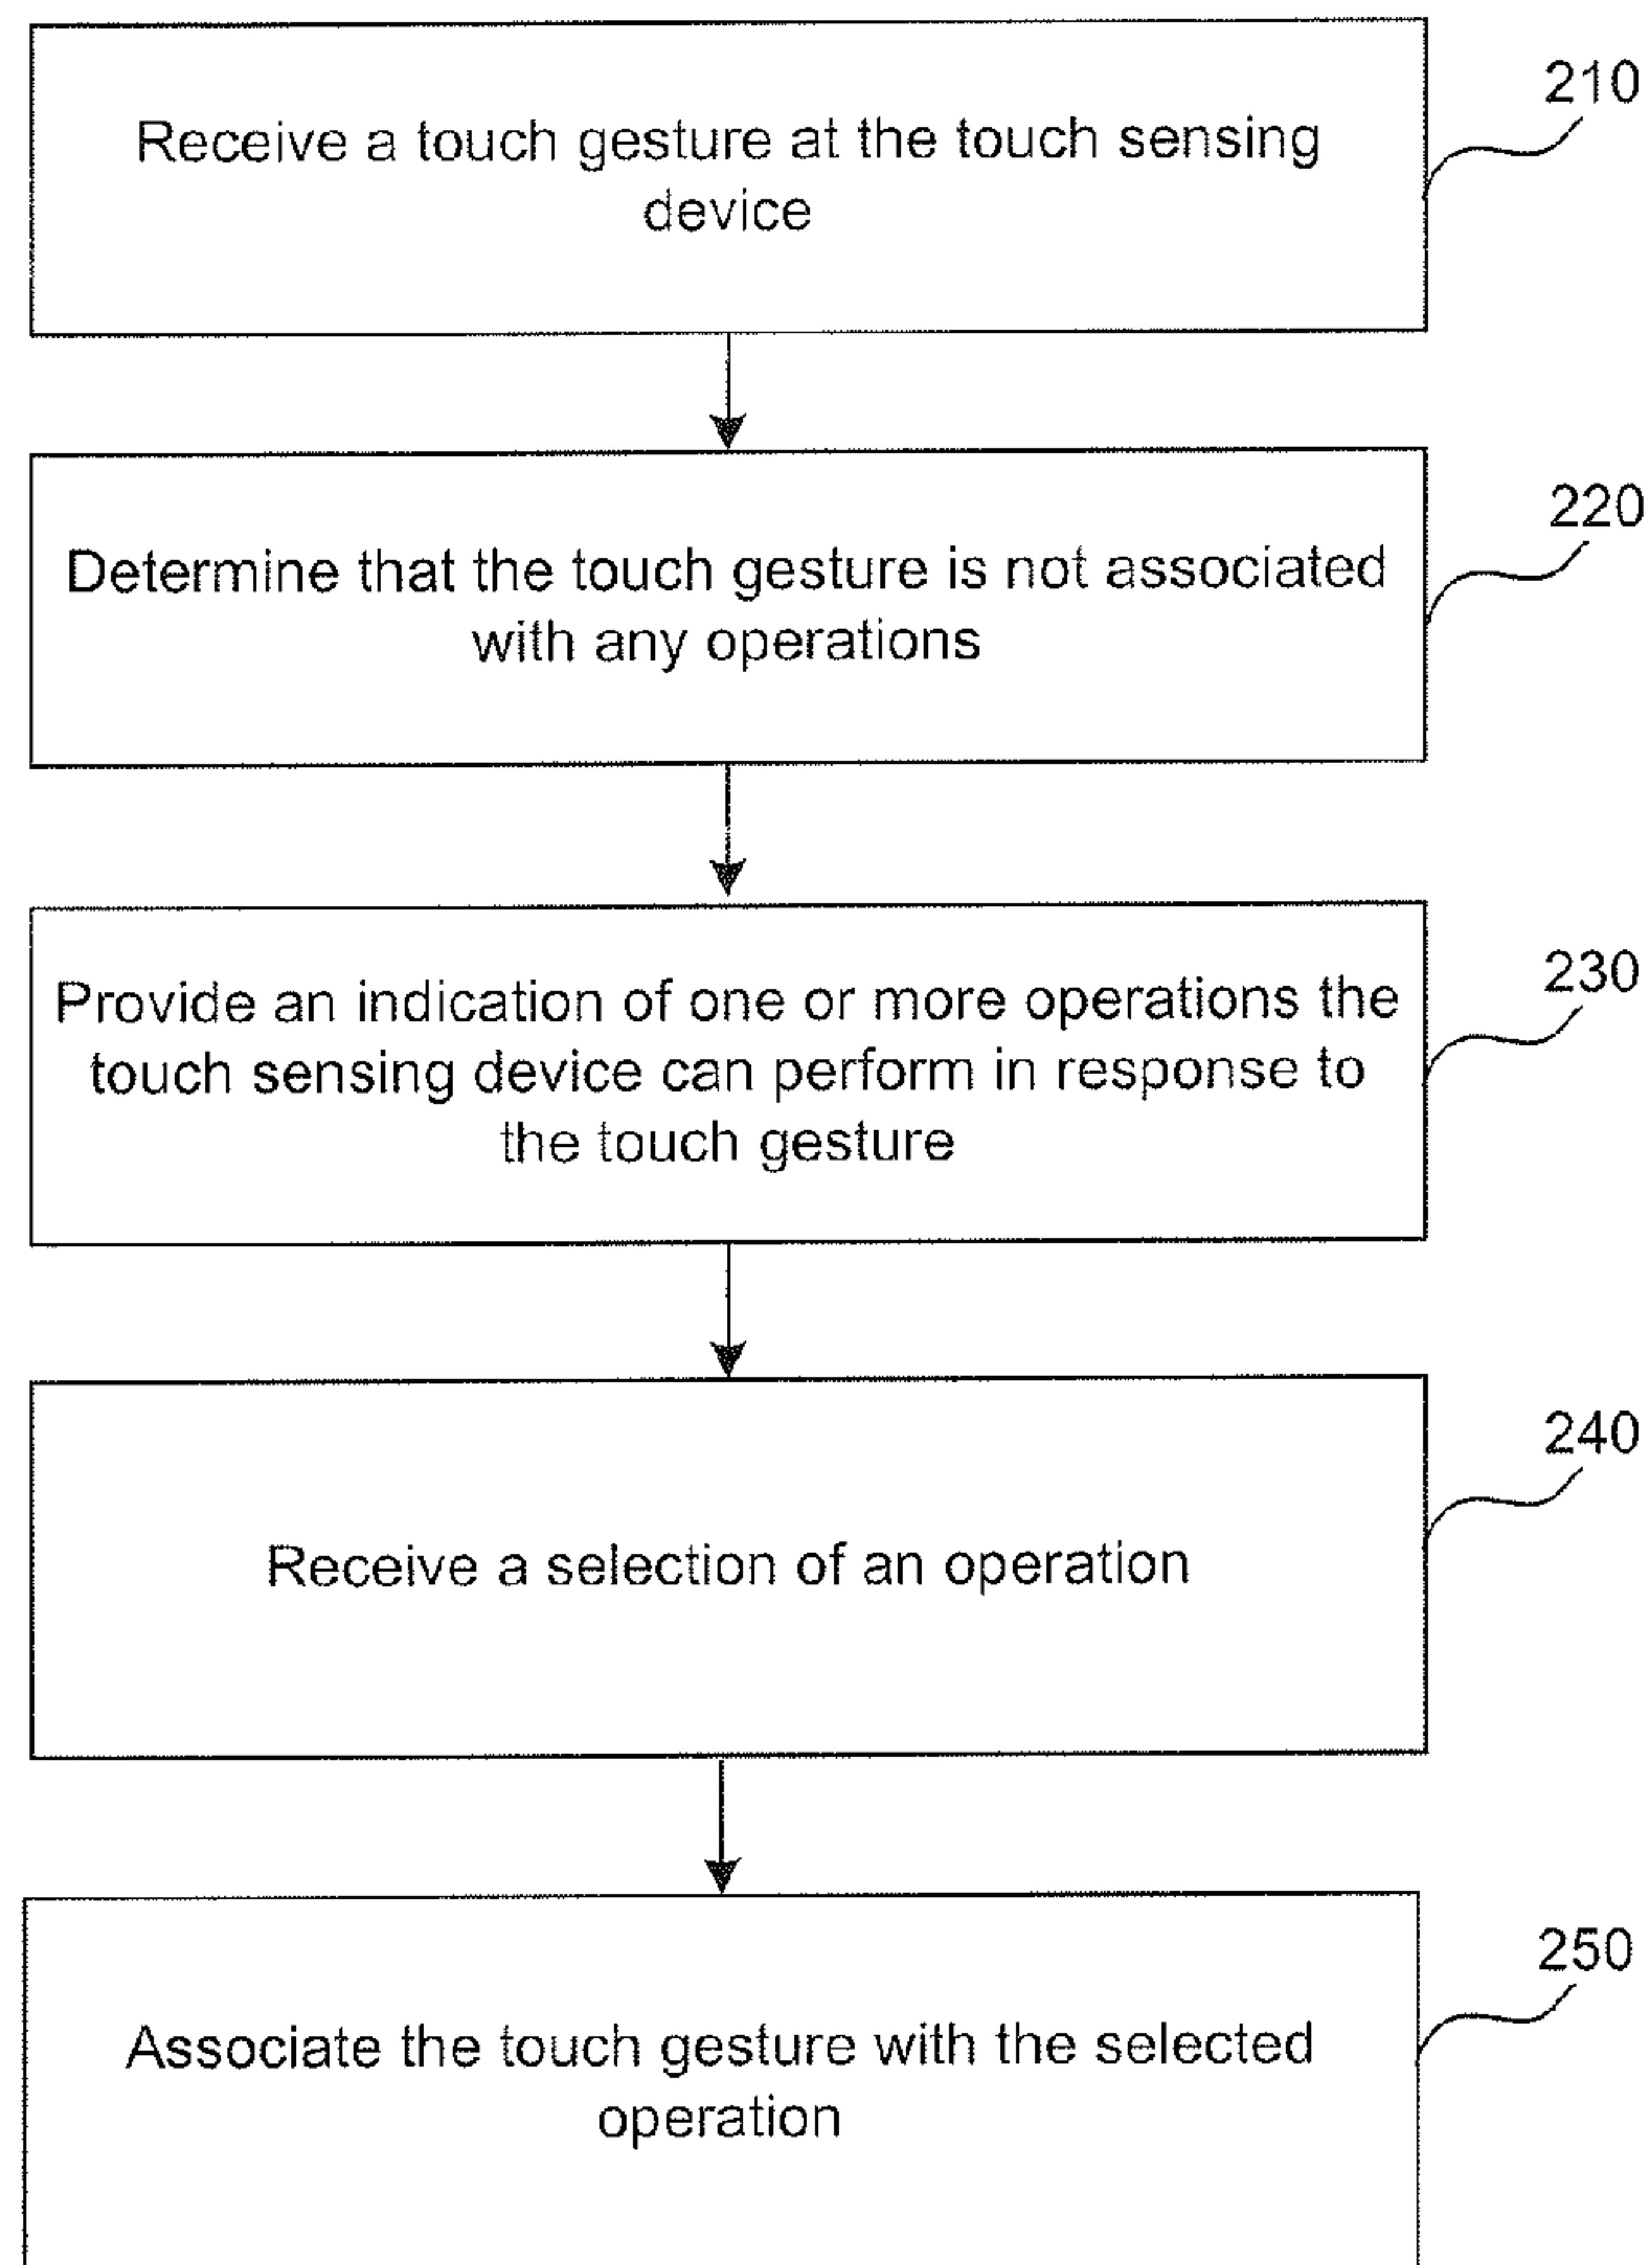 210
Receive a touch gesture at the touch sensing
device
220
Determine that the touch gesture is not associated
with any operations
230
Provide an indication of one or more operations the
touch sensing device can perform in response to
the touch gesture
240
Receive a selection of an operation
250
Associate the touch gesture with the selected
operation